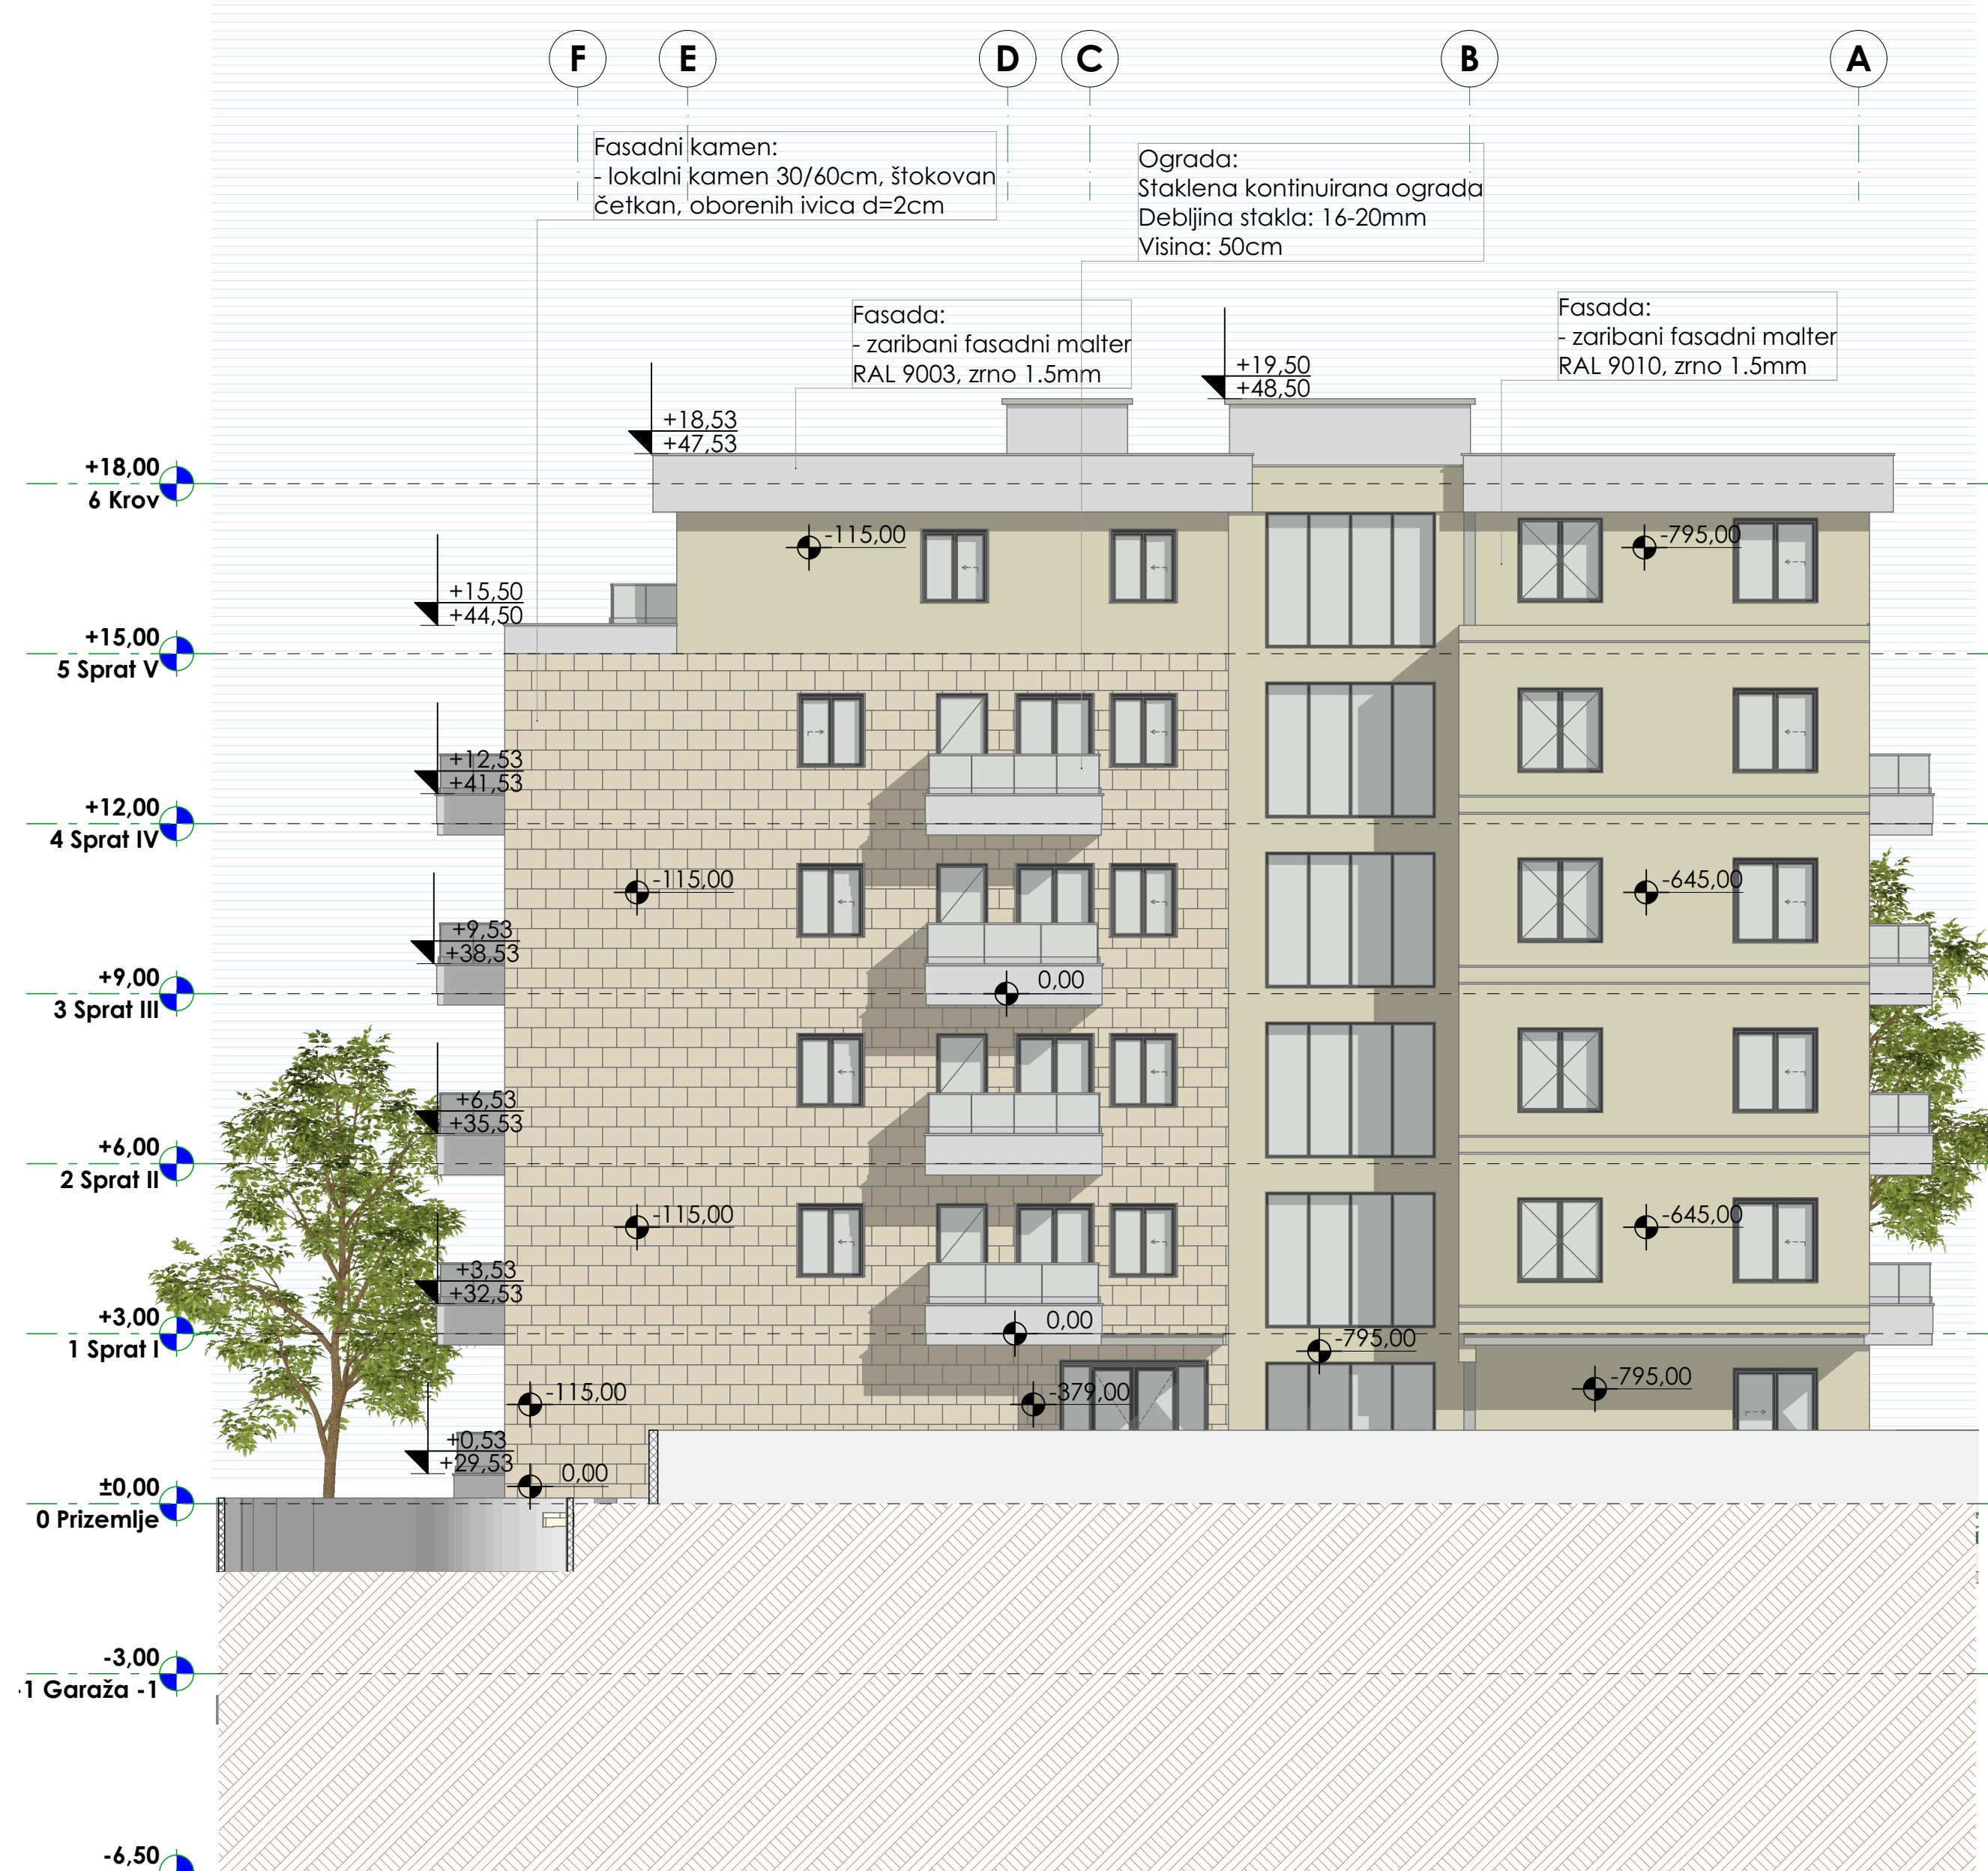 F E D C B A
Fasadni kamen:
- lokalni kamen 30/60cm, štokovan
četkan, oborenih ivica d=2cm
Ograda:
Staklena kontinuirana ograda
Debljina stakla: 16-20mm
Visina: 50cm
Fasada:
- zaribani fasadni malter
RAL 9003, zrno 1.5mm
Fasada:
- zaribani fasadni malter
RAL 9010, zrno 1.5mm
+19,50
+48,50
+18,53
+47,53
+18,00
6 Krov
-115,00
-795,00
+15,50
+44,50
+15,00
5 Sprat V
+12,53
+41,53
+12,00
4 Sprat IV
-115,00
-645,00
+9,53
+38,53
+9,00
3 Sprat III
0,00
+6,53
+35,53
+6,00
2 Sprat II
-115,00
-645,00
+3,53
+32,53
+3,00
1 Sprat I
0,00
-795,00
-115,00
-379,00
-795,00
+0,53
+29,53
0,00
±0,00
0 Prizemlje
-3,00
-1 Garaža -1
-6,50